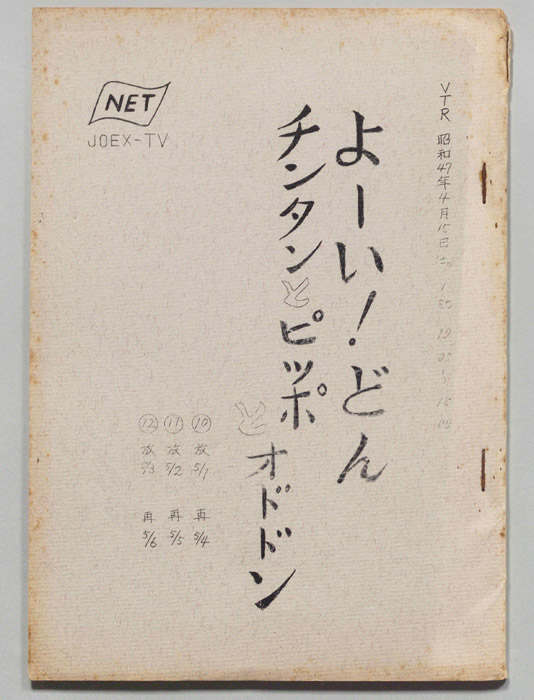 VTR 昭和47年4月15日(土)
よーい!どん
チンタンとピッポとオドドン
NET
JOEX-TV
⑩ 放 5/1 再 5/4
⑪ 放 5/2 再 5/5
⑫ 放 5/3 再 5/6